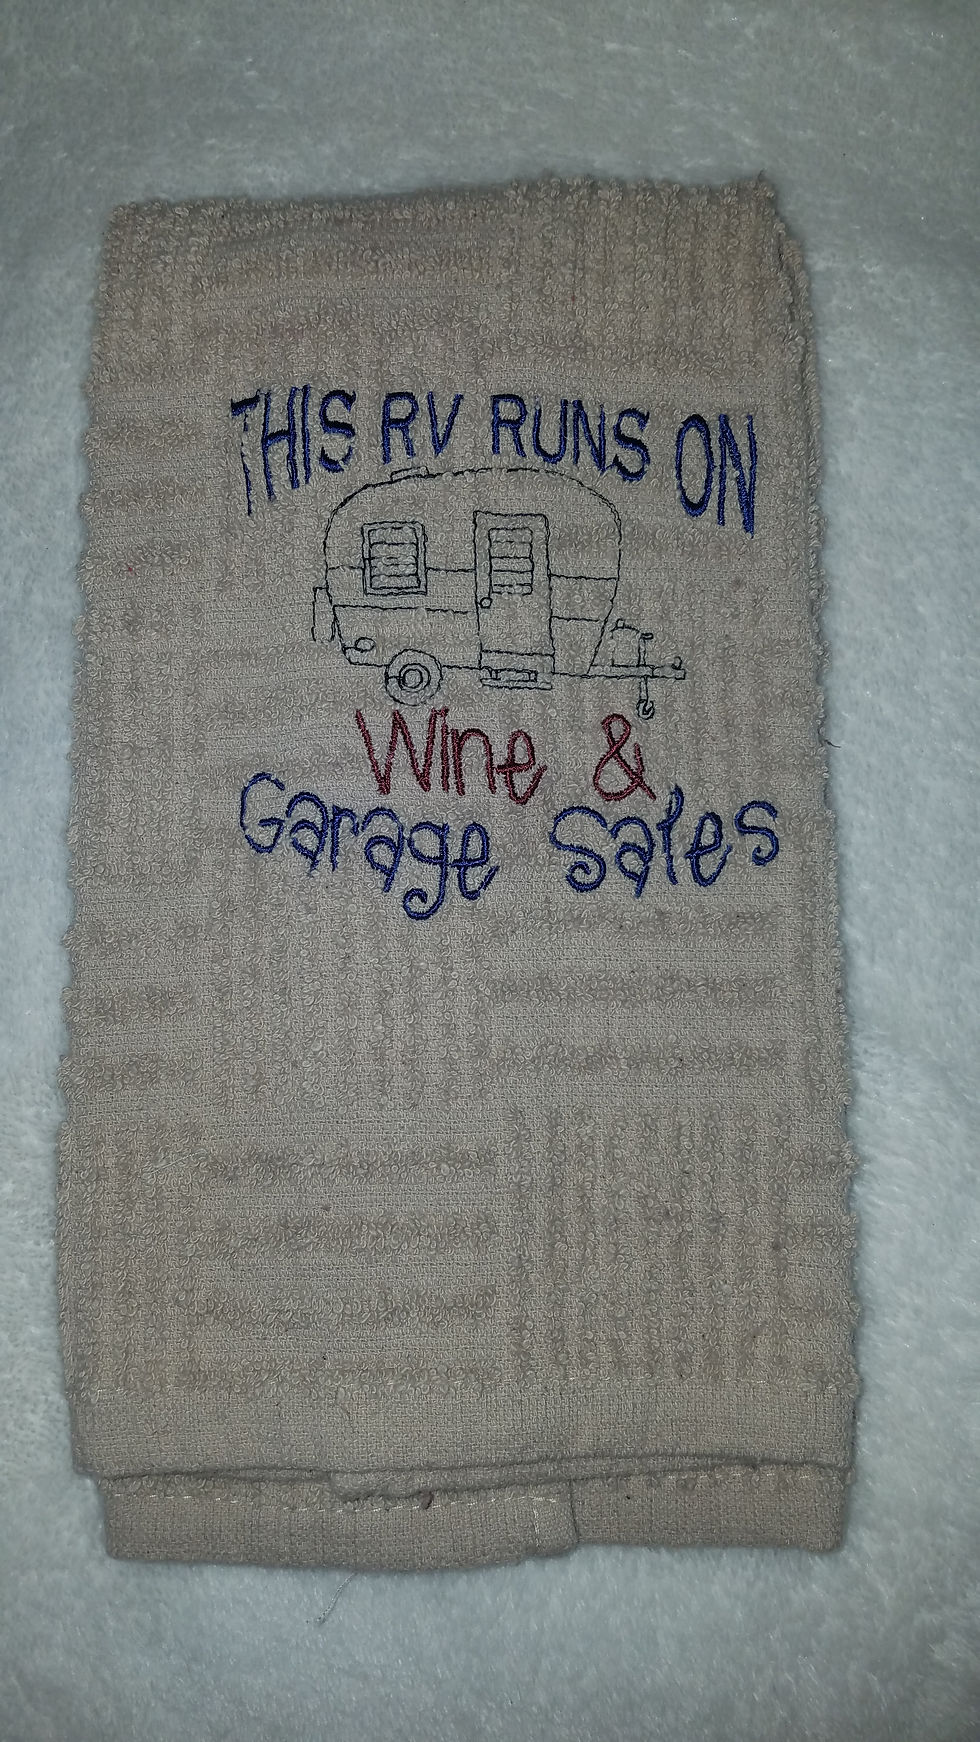 THIS RV RUNS ON
Wine &
Garage Sales